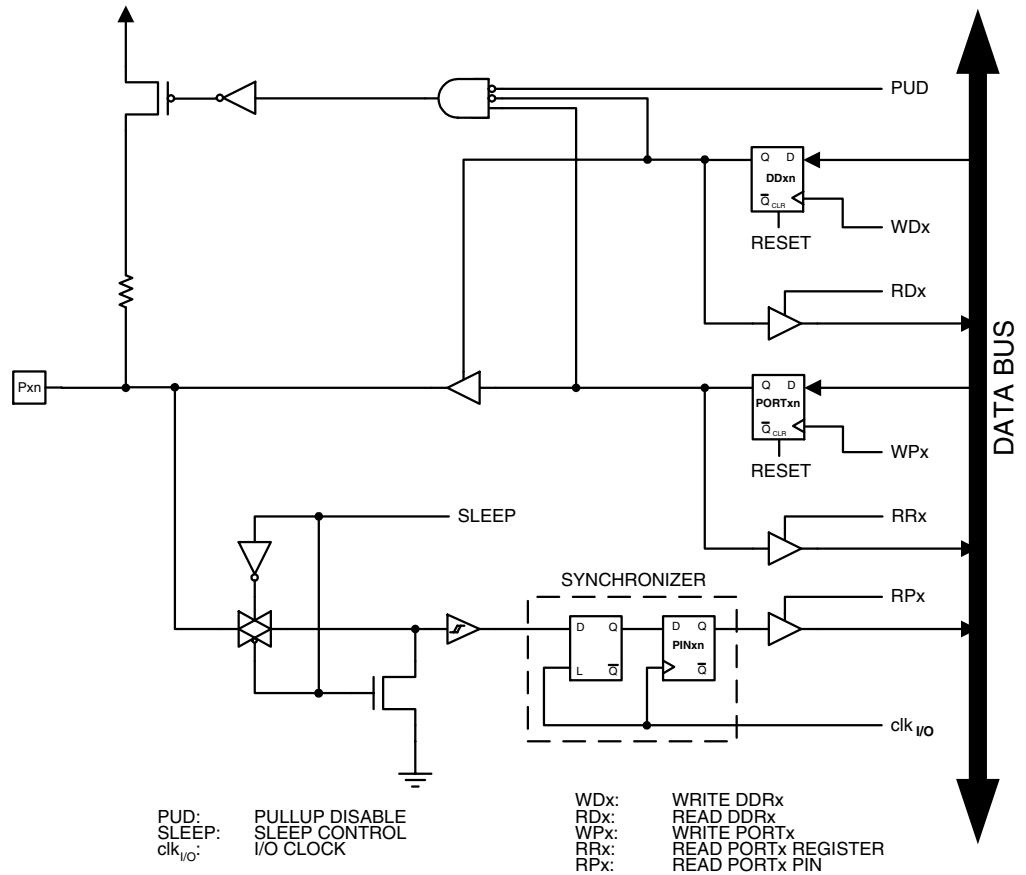 PUD
Q D
DDxn
Q CLR
WDx
RESET
RDx
Pxn
Q D
PORTxn
Q CLR
WPx
RESET
DATA BUS
SLEEP
RRx
SYNCHRONIZER
RPx
D Q
L Q
D Q
PINxn
Q
clk I/O
PUD: PULLUP DISABLE
SLEEP: SLEEP CONTROL
clkI/O: I/O CLOCK
WDx: WRITE DDRx
RDx: READ DDRx
WPx: WRITE PORTx
RRx: READ PORTx REGISTER
RPx: READ PORTx PIN